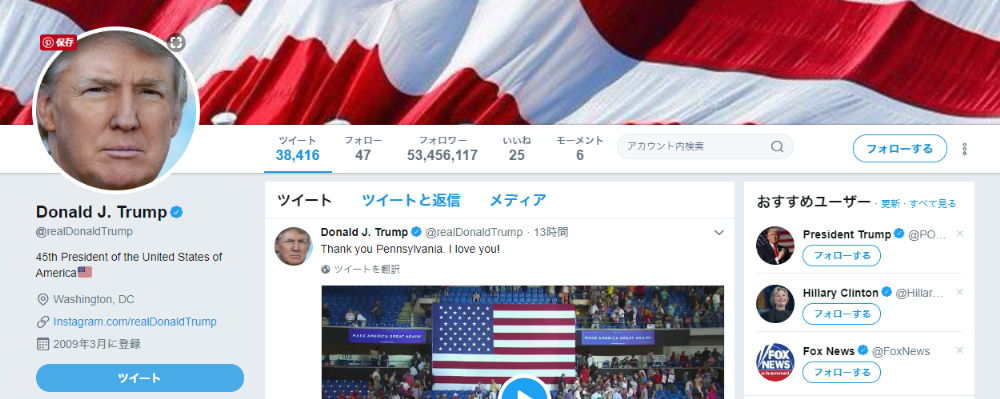 保存
ツイート
38,416
フォロー
47
フォロワー
53,456,117
いいね
25
モーメント
6
アカウント内検索
フォローする
Donald J. Trump
@realDonaldTrump
45th President of the United States of
America
Washington, DC
Instagram.com/realDonaldTrump
2009年3月に登録
ツイート
ツイート ツイートと返信 メディア
Donald J. Trump @realDonaldTrump · 13時間
Thank you Pennsylvania. I love you!
ツイートを翻訳
MAKE AMERICA GREAT AGAIN!
MAKE AMERICA GREAT AGAIN!
おすすめユーザー · 更新 · すべて見る
President Trump @PO...
フォローする
Hillary Clinton @Hillar...
フォローする
Fox News @FoxNews
フォローする
FOX
NEWS
channel